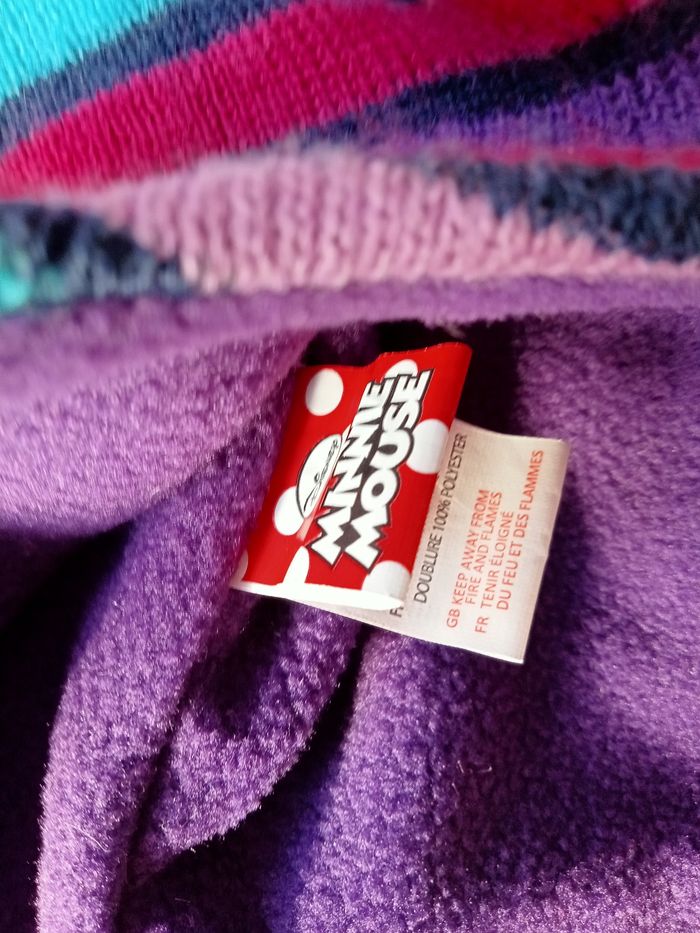 Disney
MINNIE
MOUSE
DOUBLURE 100% POLYESTER
GB KEEP AWAY FROM
FIRE AND FLAMES
FR TENIR ÉLOIGNÉ
DU FEU ET DES FLAMMES